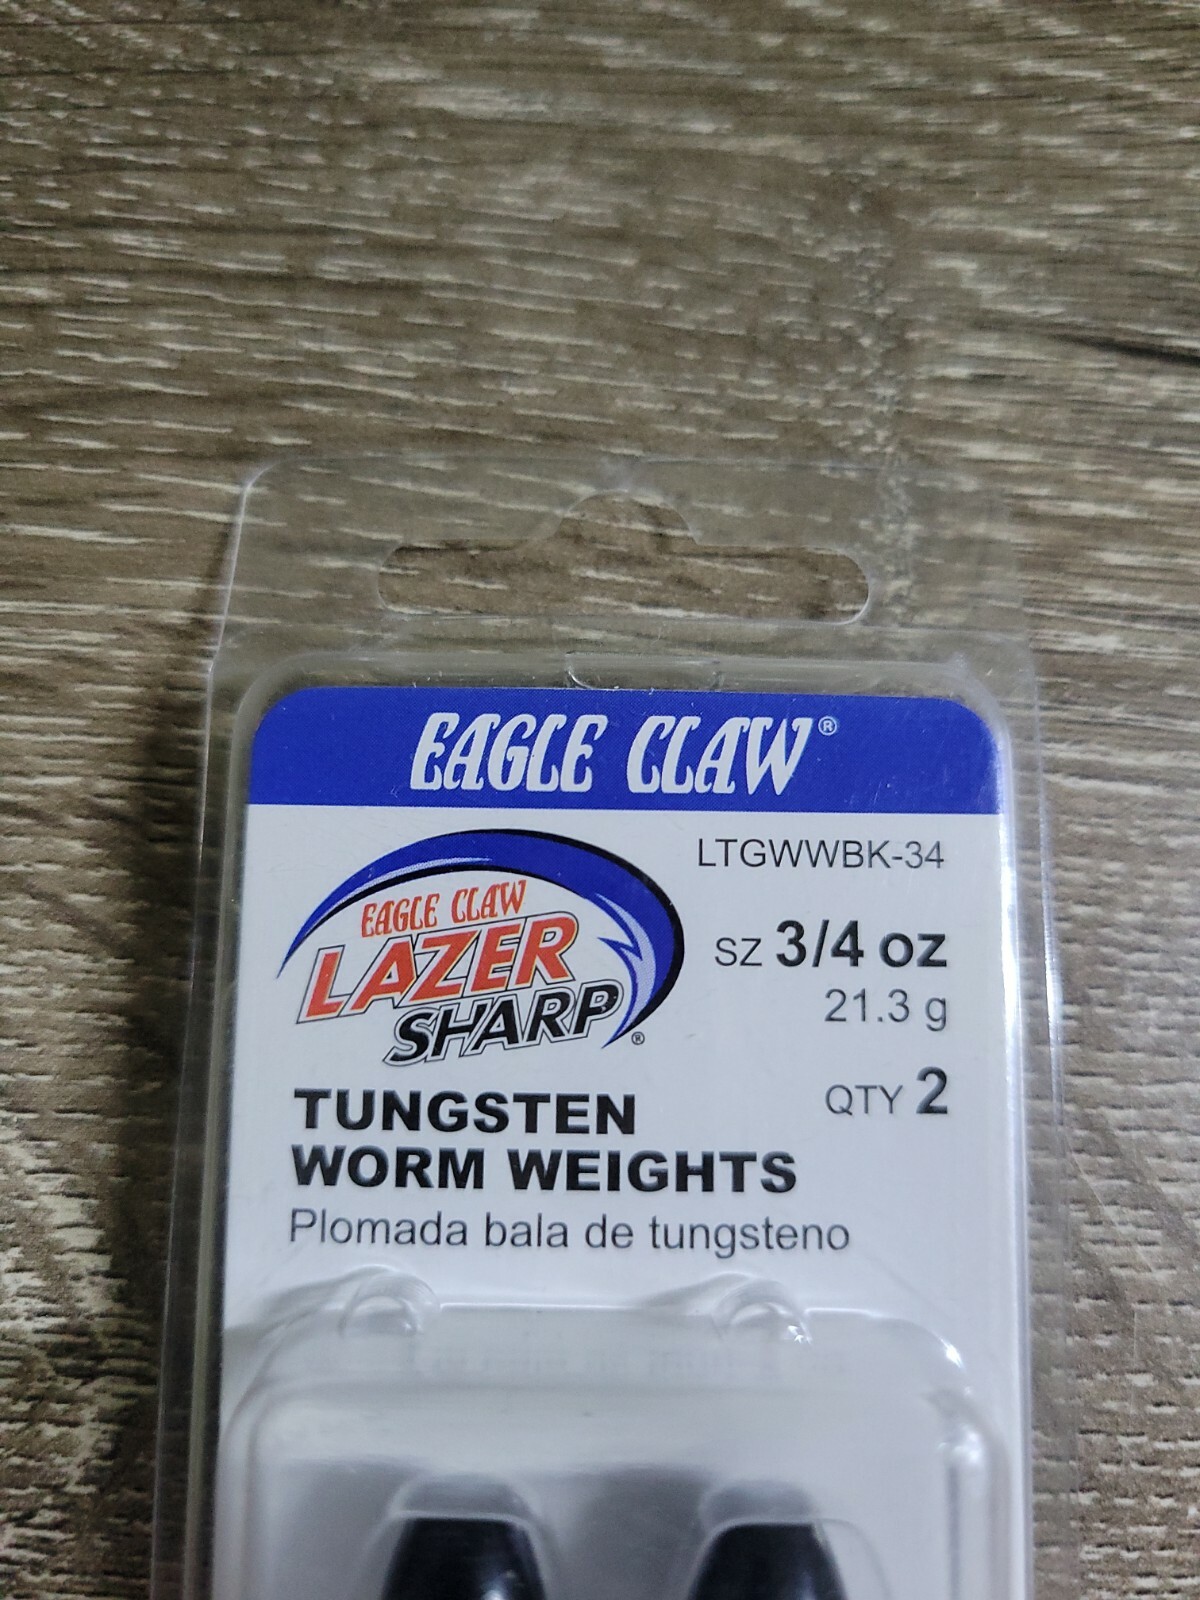 EAGLE CLAW®
LTGWWBK-34
EAGLE CLAW
LAZER
SHARP®
SZ 3/4 oz
21.3 g
QTY 2
TUNGSTEN
WORM WEIGHTS
Plomada bala de tungsteno